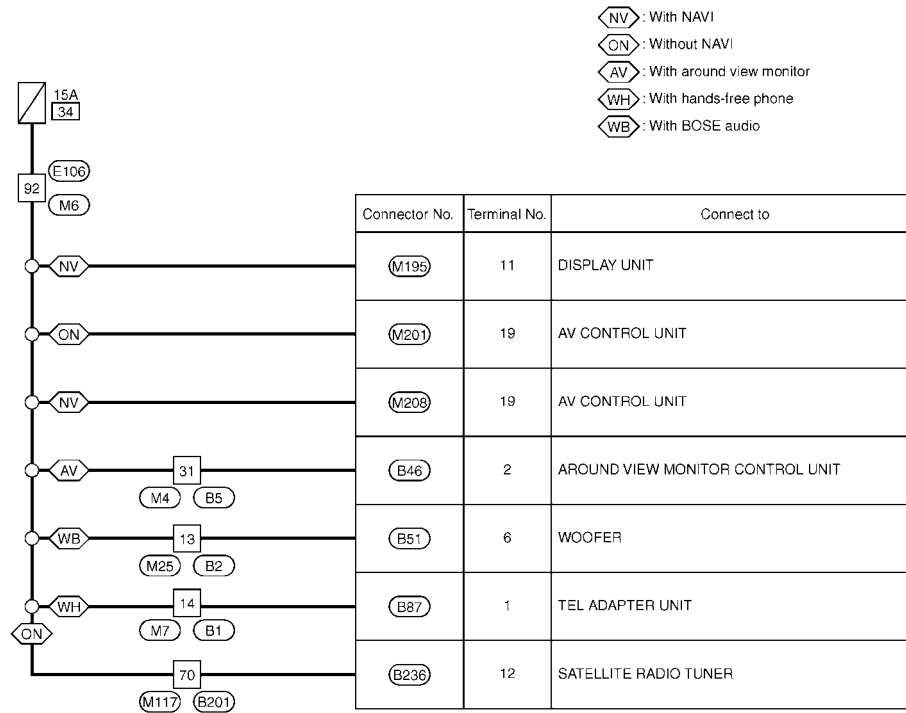 NV : With NAVI
ON : Without NAVI
AV : With around view monitor
WH : With hands-free phone
WB : With BOSE audio
15A
34
E106
92
M6
Connector No. Terminal No. Connect to
NV M195 11 DISPLAY UNIT
ON M201 19 AV CONTROL UNIT
NV M208 19 AV CONTROL UNIT
AV 31 B46 2 AROUND VIEW MONITOR CONTROL UNIT
M4 B5
WB 13 B51 6 WOOFER
M25 B2
WH 14 B87 1 TEL ADAPTER UNIT
ON M7 B1
70 B236 12 SATELLITE RADIO TUNER
M117 B201